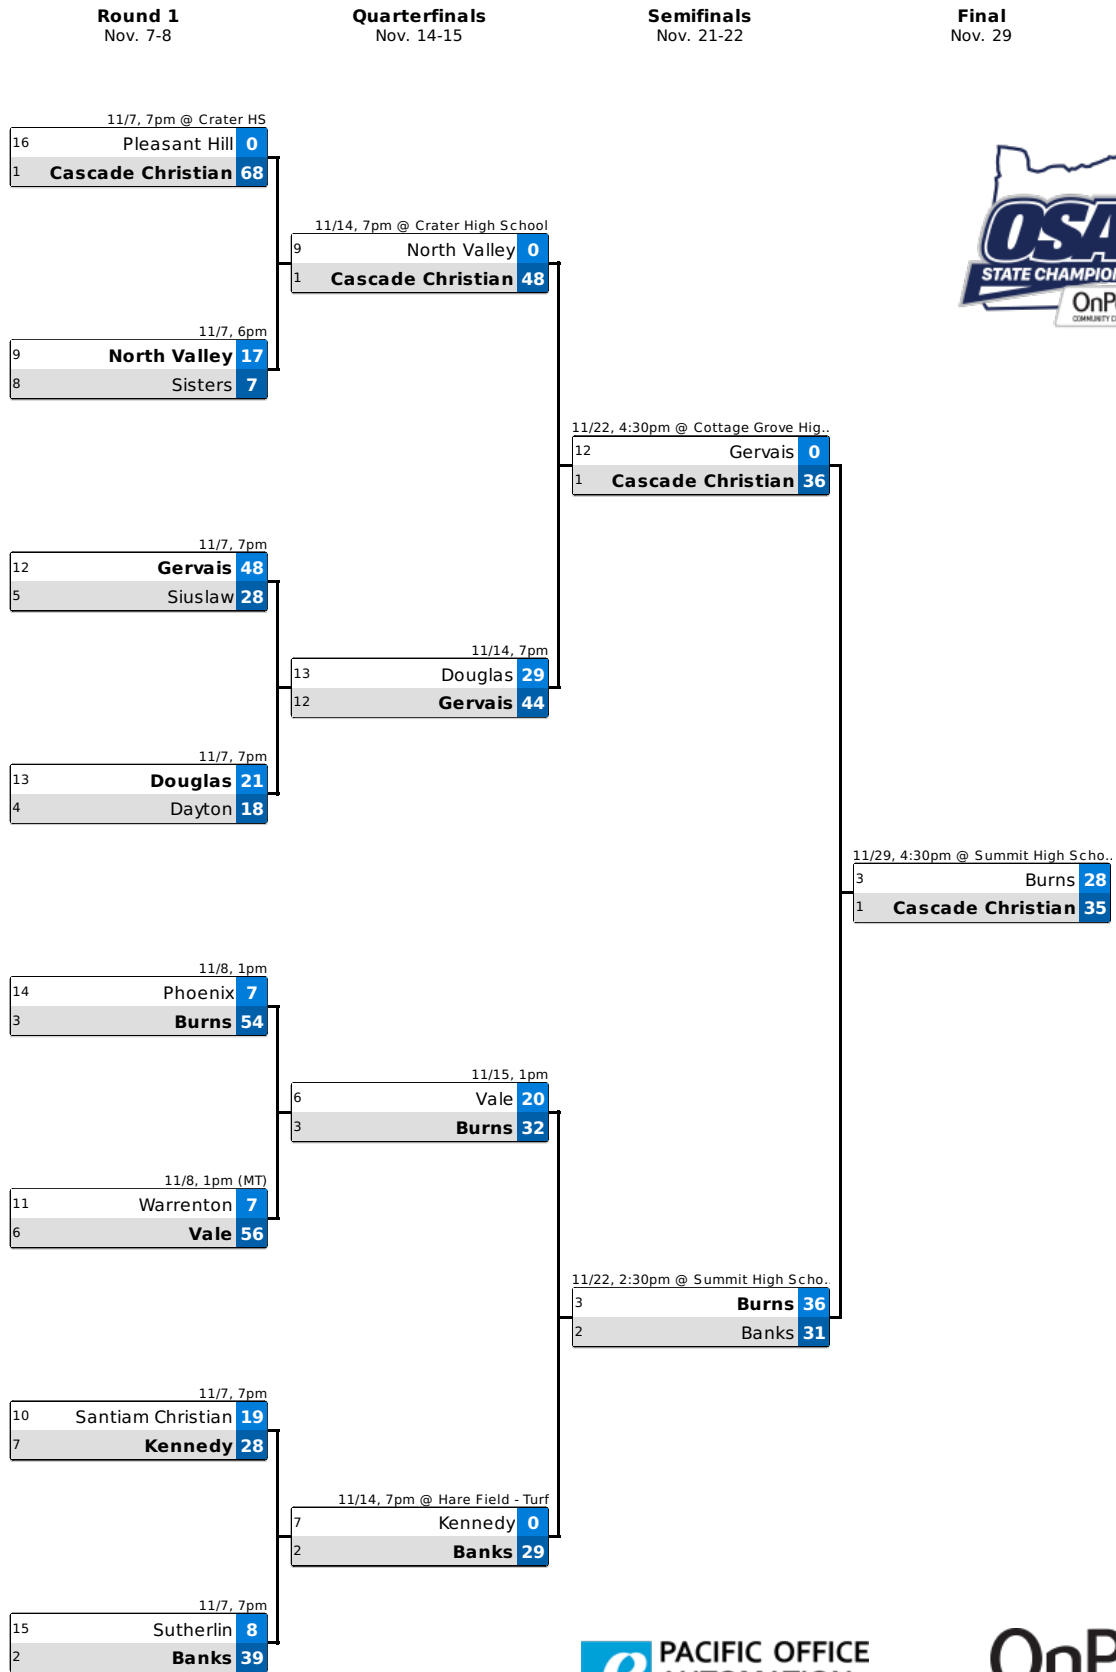 Round 1
Nov. 7-8
Quarterfinals
Nov. 14-15
Semifinals
Nov. 21-22
Final
Nov. 29
11/7, 7pm @ Crater HS
16 Pleasant Hill 0
1 Cascade Christian 68
11/14, 7pm @ Crater High School
9 North Valley 0
1 Cascade Christian 48
OSA
STATE CHAMPIO
OnP
11/7, 6pm
9 North Valley 17
8 Sisters 7
11/22, 4:30pm @ Cottage Grove Hig..
12 Gervais 0
1 Cascade Christian 36
11/7, 7pm
12 Gervais 48
5 Siuslaw 28
11/14, 7pm
13 Douglas 29
12 Gervais 44
11/7, 7pm
13 Douglas 21
4 Dayton 18
11/29, 4:30pm @ Summit High Scho..
3 Burns 28
1 Cascade Christian 35
11/8, 1pm
14 Phoenix 7
3 Burns 54
11/15, 1pm
6 Vale 20
3 Burns 32
11/8, 1pm (MT)
11 Warrenton 7
6 Vale 56
11/22, 2:30pm @ Summit High Scho.
3 Burns 36
2 Banks 31
11/7, 7pm
10 Santiam Christian 19
7 Kennedy 28
11/14, 7pm @ Hare Field - Turf
7 Kennedy 0
2 Banks 29
11/7, 7pm
15 Sutherlin 8
2 Banks 39
PACIFIC OFFICE
AUTOMATION
OnP